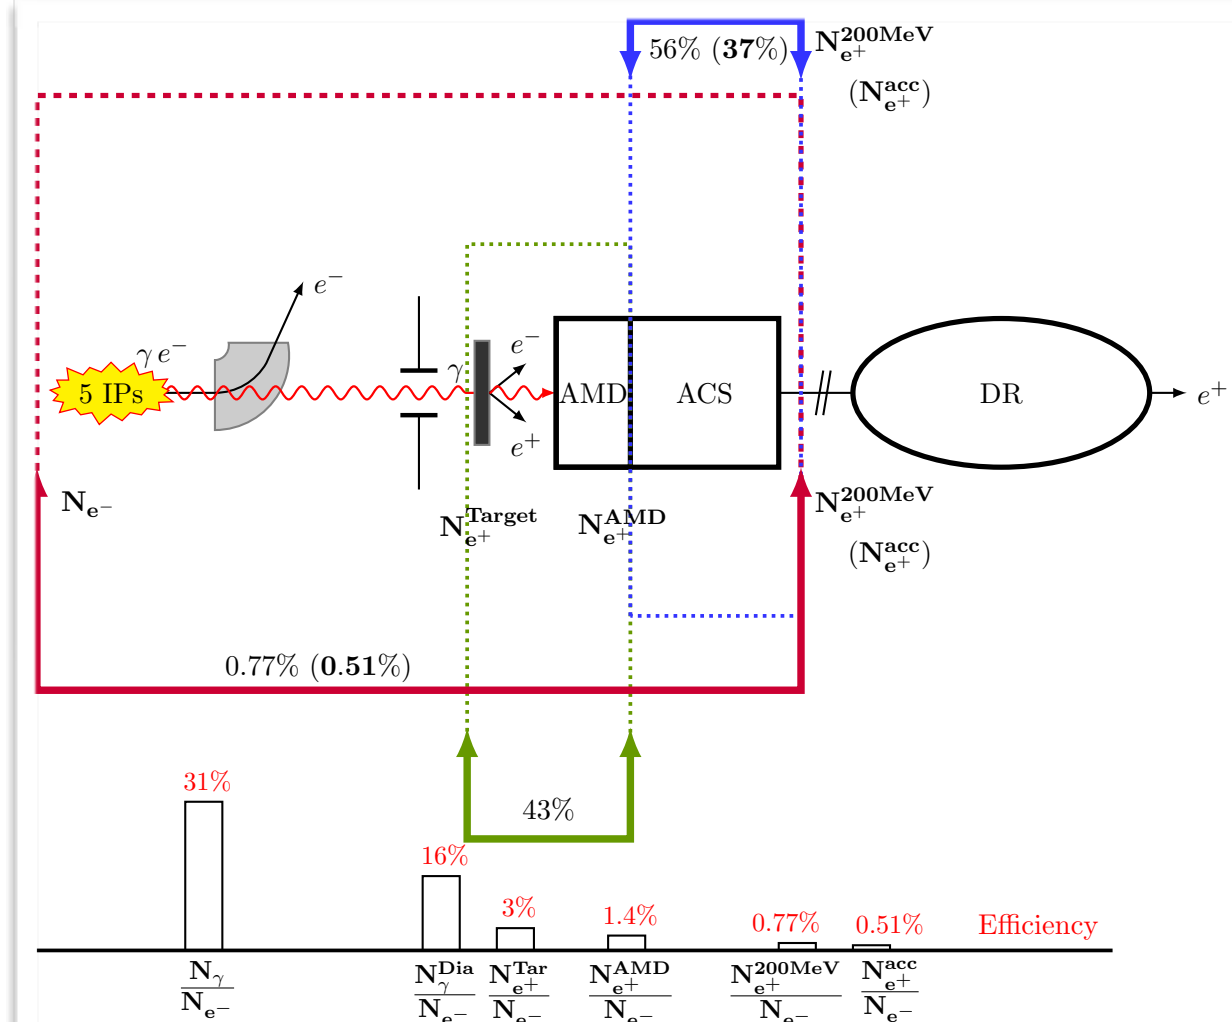 56% (37%)
N_{e^+}^{200MeV}
(N_{e^+}^{acc})
e^-
γ e^-
5 IPs
γ
e^-
e^+
AMD
ACS
DR
e^+
N_{e^-}
N_{e^+}^{Target}
N_{e^+}^{AMD}
N_{e^+}^{200MeV}
(N_{e^+}^{acc})
0.77% (0.51%)
43%
31%
16%
3%
1.4%
0.77%
0.51%
Efficiency
N_γ / N_{e^-}
N_γ^{Dia} / N_{e^-}
N_{e^+}^{Tar} / N_{e^-}
N_{e^+}^{AMD} / N_{e^-}
N_{e^+}^{200MeV} / N_{e^-}
N_{e^+}^{acc} / N_{e^-}